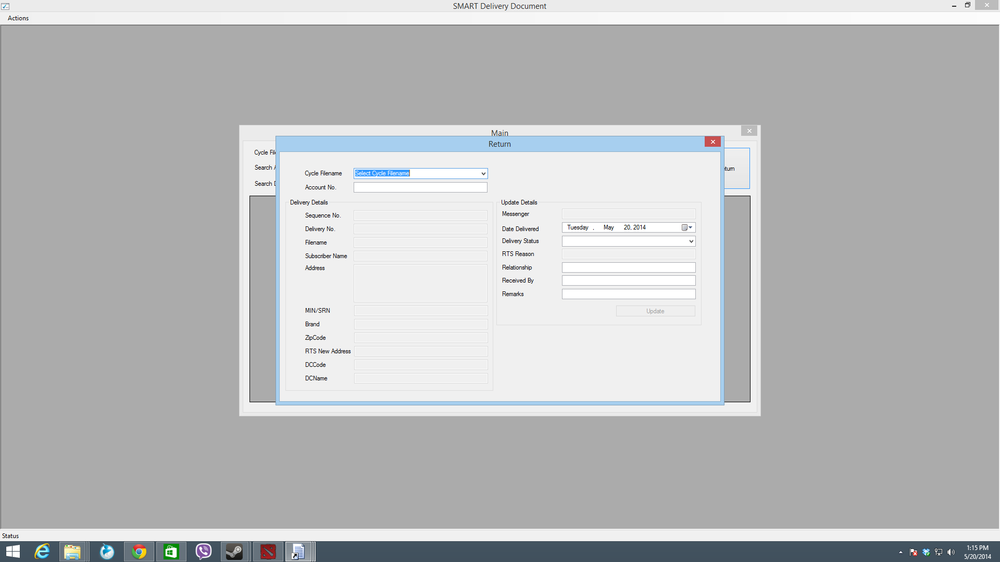 SMART Delivery Document
Actions
Main
Return
Cycle
Search
Search
Cycle Filename
Select Cycle Filename
Account No.
Delivery Details
Sequence No.
Delivery No.
Filename
Subscriber Name
Address
MIN/SRN
Brand
ZipCode
RTS New Address
DCCode
DCName
Update Details
Messenger
Date Delivered
Tuesday , May 20, 2014
Delivery Status
RTS Reason
Relationship
Received By
Remarks
Update
Status
1:15 PM
5/20/2014